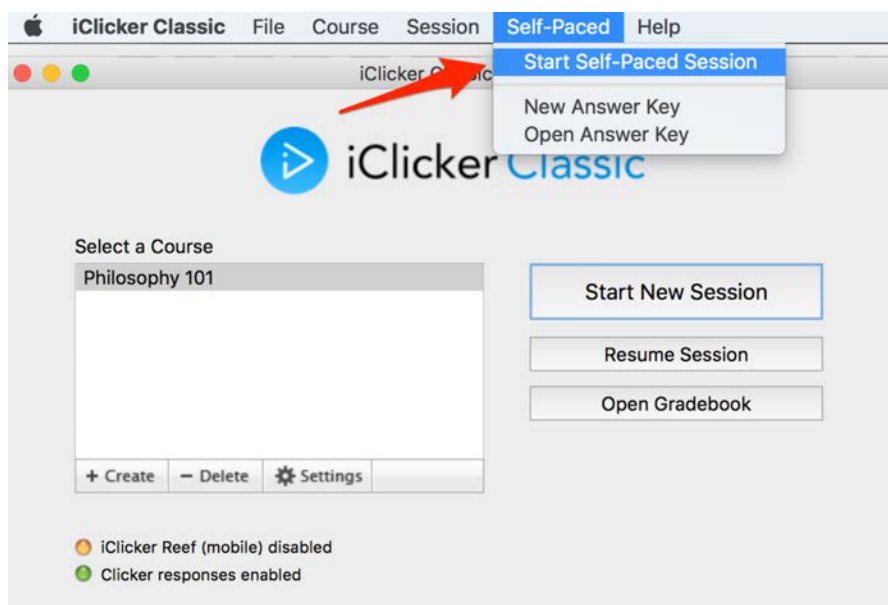 iClicker Classic File Course Session Self-Paced Help
Start Self-Paced Session
New Answer Key
Open Answer Key
iClicker Classic
Select a Course
Philosophy 101
Start New Session
Resume Session
Open Gradebook
+ Create − Delete Settings
iClicker Reef (mobile) disabled
Clicker responses enabled